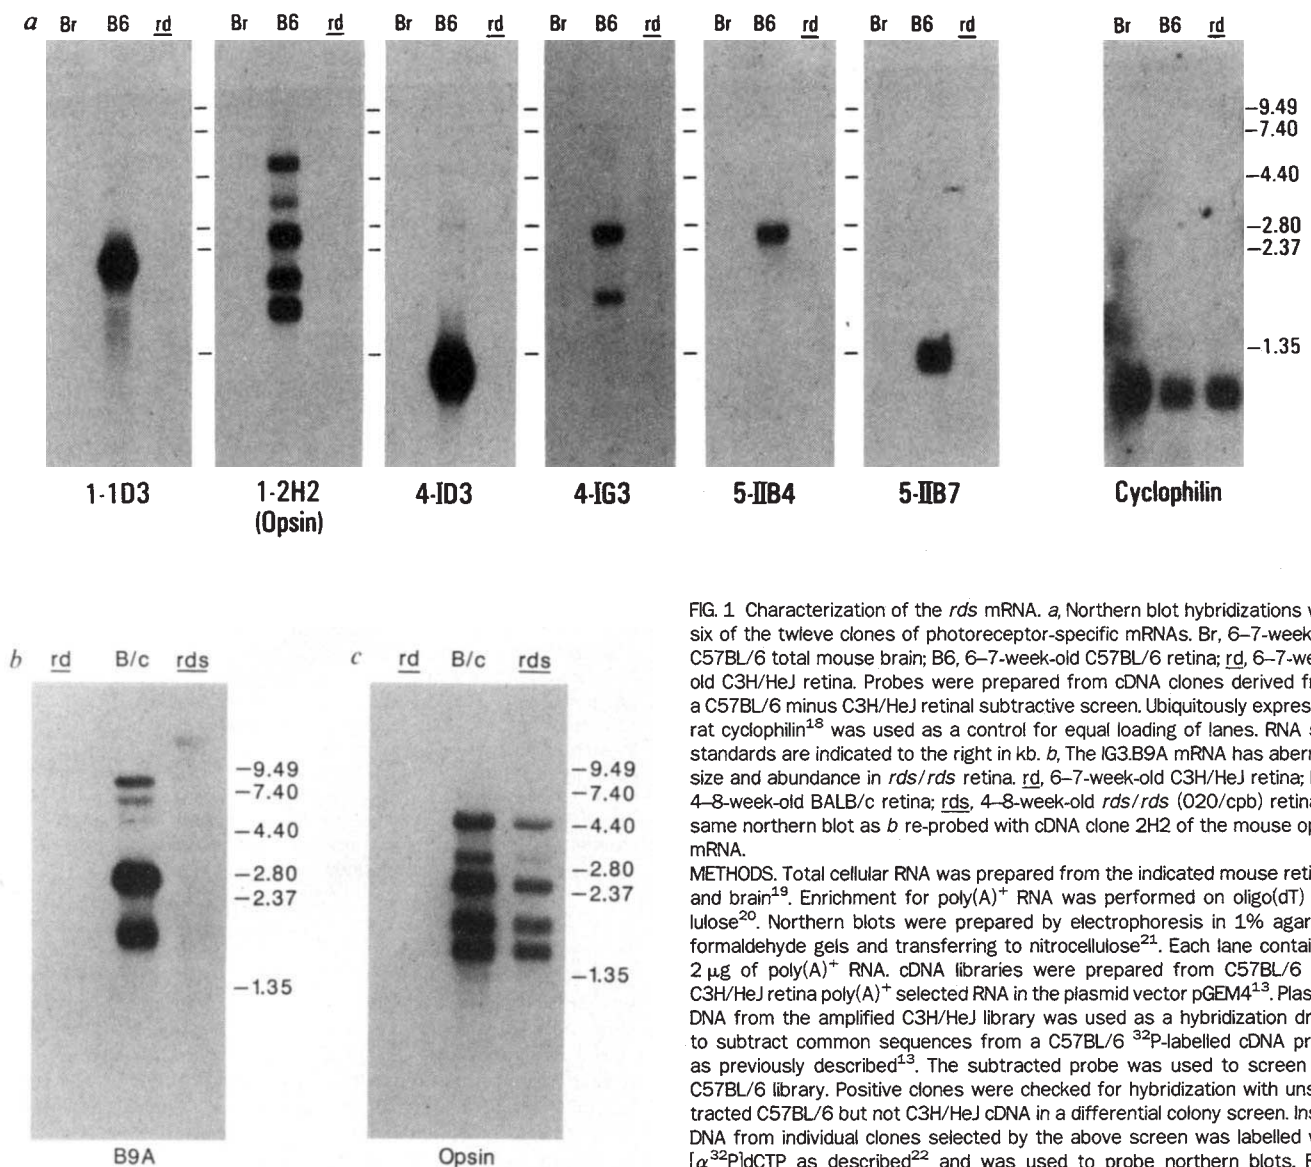 a Br B6 rd Br B6 rd Br B6 rd Br B6 rd Br B6 rd Br B6 rd Br B6 rd
–9.49
–7.40
–4.40
–2.80
–2.37
–1.35
1-1D3 1-2H2 (Opsin) 4-ID3 4-IG3 5-IIB4 5-IIB7 Cyclophilin
b rd B/c rds
–9.49
–7.40
–4.40
–2.80
–2.37
–1.35
B9A
c rd B/c rds
–9.49
–7.40
–4.40
–2.80
–2.37
–1.35
Opsin
FIG. 1 Characterization of the rds mRNA. a, Northern blot hybridizations
six of the twleve clones of photoreceptor-specific mRNAs. Br, 6–7-week
C57BL/6 total mouse brain; B6, 6–7-week-old C57BL/6 retina; rd, 6–7-we
old C3H/HeJ retina. Probes were prepared from cDNA clones derived
a C57BL/6 minus C3H/HeJ retinal subtractive screen. Ubiquitously expres
rat cyclophilin18 was used as a control for equal loading of lanes. RNA
standards are indicated to the right in kb. b, The IG3.B9A mRNA has aber
size and abundance in rds/rds retina. rd, 6–7-week-old C3H/HeJ retina;
4–8-week-old BALB/c retina; rds, 4–8-week-old rds/rds (020/cpb)
same northern blot as b re-probed with cDNA clone 2H2 of the mouse op
mRNA.
METHODS. Total cellular RNA was prepared from the indicated mouse reti
and brain19. Enrichment for poly(A)+ RNA was performed on oligo(dT)
lulose20. Northern blots were prepared by electrophoresis in 1% agar
formaldehyde gels and transferring to nitrocellulose21. Each lane contai
2 μg of poly(A)+ RNA. cDNA libraries were prepared from C57BL/6
C3H/HeJ retina poly(A)+ selected RNA in the plasmid vector pGEM413. Plas
DNA from the amplified C3H/HeJ library was used as a hybridization dr
to subtract common sequences from a C57BL/6 32P-labelled cDNA pr
as previously described13. The subtracted probe was used to screen
C57BL/6 library. Positive clones were checked for hybridization with uns
tracted C57BL/6 but not C3H/HeJ cDNA in a differential colony screen. Ins
DNA from individual clones selected by the above screen was labelled
[α32P]dCTP as described22 and was used to probe northern blots.